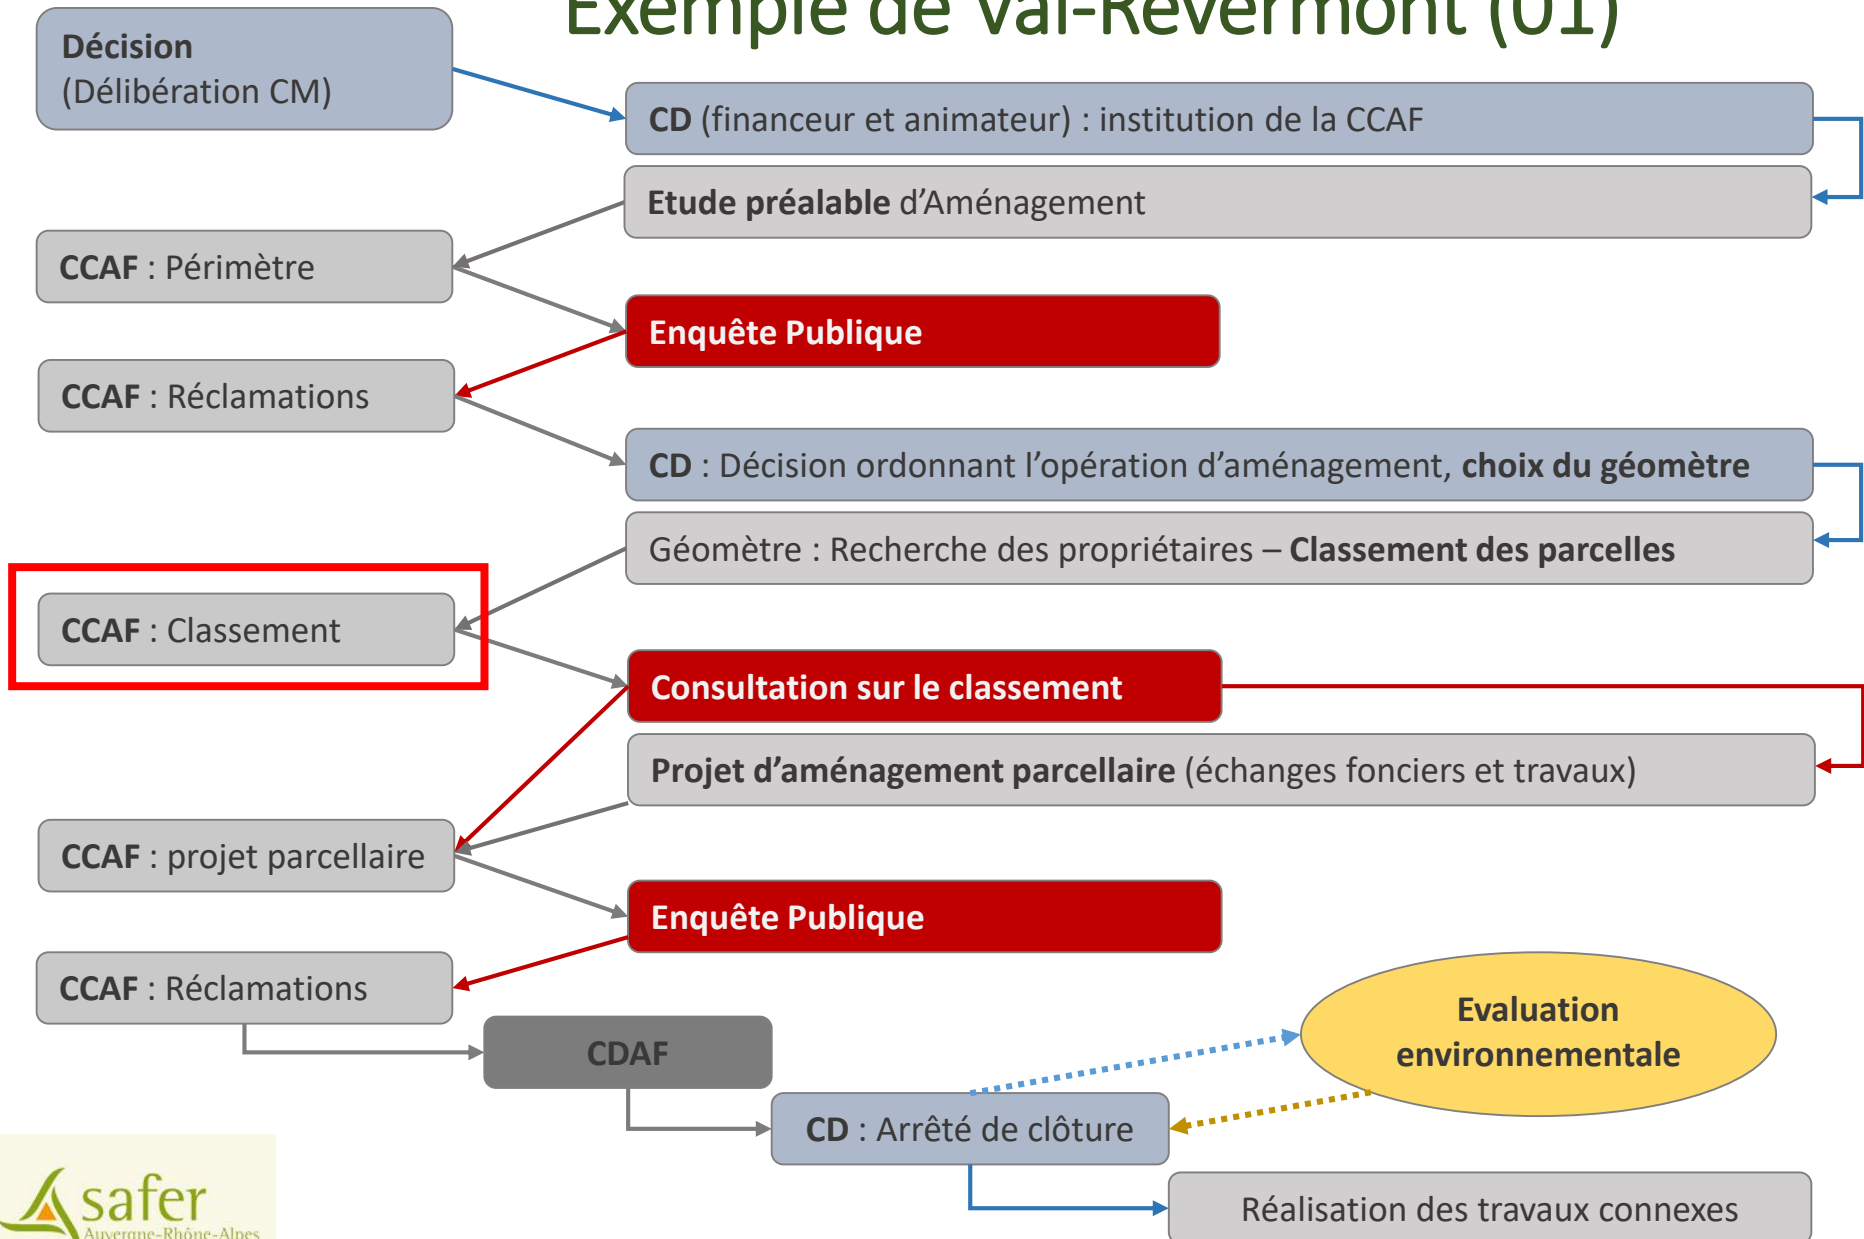 Exemple de Val-Revermont (01)
Décision
(Délibération CM)
CD (financeur et animateur) : institution de la CCAF
Etude préalable d’Aménagement
CCAF : Périmètre
Enquête Publique
CCAF : Réclamations
CD : Décision ordonnant l’opération d’aménagement, choix du géomètre
Géomètre : Recherche des propriétaires – Classement des parcelles
CCAF : Classement
Consultation sur le classement
Projet d’aménagement parcellaire (échanges fonciers et travaux)
CCAF : projet parcellaire
Enquête Publique
CCAF : Réclamations
CDAF
Evaluation
environnementale
CD : Arrêté de clôture
Réalisation des travaux connexes
safer
Auvergne-Rhône-Alpes